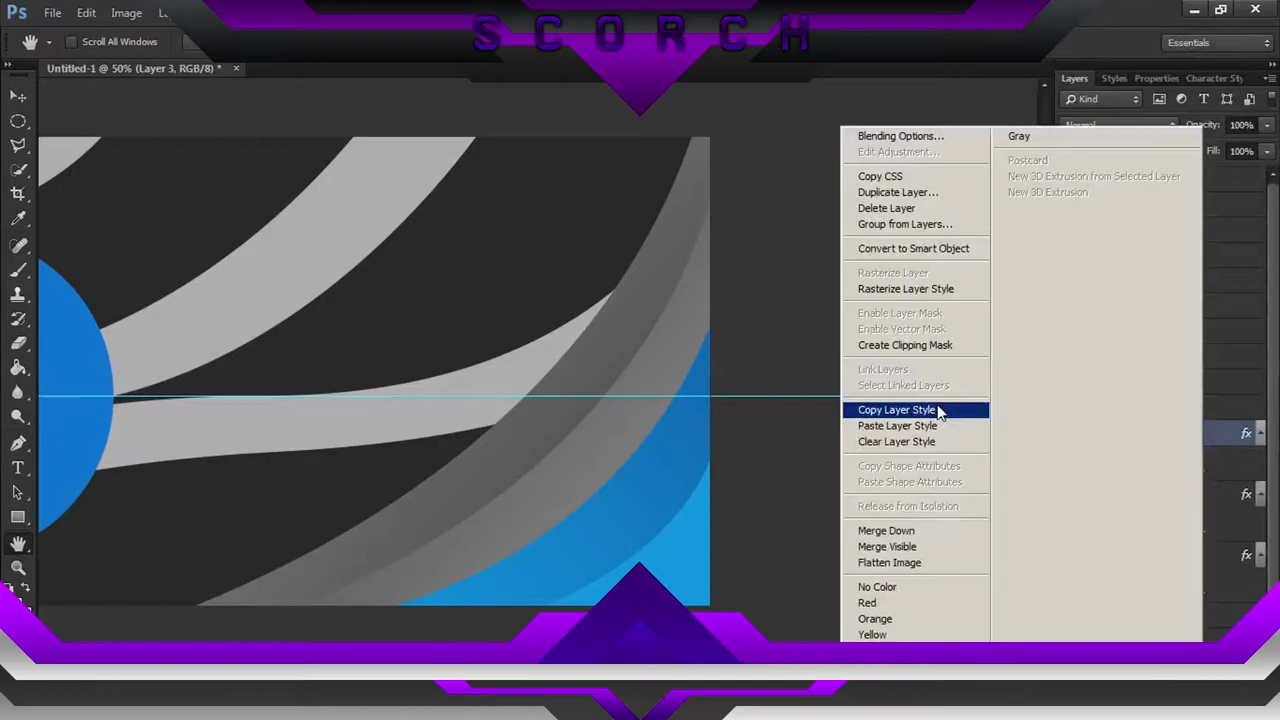 SCORCH
Ps File Edit Image
Scroll All Windows
Essentials
Untitled-1 @ 50% (Layer 3, RGB/8) * ×
Layers Styles Properties Character Sty
Kind
Opacity: 100%
Fill: 100%
Blending Options...
Edit Adjustment...
Copy CSS
Duplicate Layer...
Delete Layer
Group from Layers...
Convert to Smart Object
Rasterize Layer
Rasterize Layer Style
Enable Layer Mask
Enable Vector Mask
Create Clipping Mask
Link Layers
Select Linked Layers
Copy Layer Style
Paste Layer Style
Clear Layer Style
Copy Shape Attributes
Paste Shape Attributes
Release from Isolation
Merge Down
Merge Visible
Flatten Image
No Color
Red
Orange
Yellow
Gray
Postcard
New 3D Extrusion from Selected Layer
New 3D Extrusion
fx
fx
fx